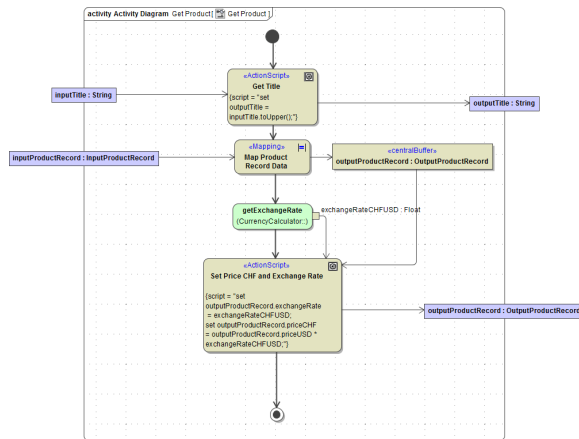 activity Activity Diagram Get Product[ Get Product ]
«ActionScript»
Get Title
{script = "set
outputTitle =
inputTitle.toUpper();"}
inputTitle : String
outputTitle : String
«Mapping»
Map Product
Record Data
inputProductRecord : InputProductRecord
«centralBuffer»
outputProductRecord : OutputProductRecord
getExchangeRate
(CurrencyCalculator::)
exchangeRateCHFUSD : Float
«ActionScript»
Set Price CHF and Exchange Rate
{script = "set
outputProductRecord.exchangeRate
= exchangeRateCHFUSD;
set outputProductRecord.priceCHF
= outputProductRecord.priceUSD *
exchangeRateCHFUSD;"}
outputProductRecord : OutputProductRecord